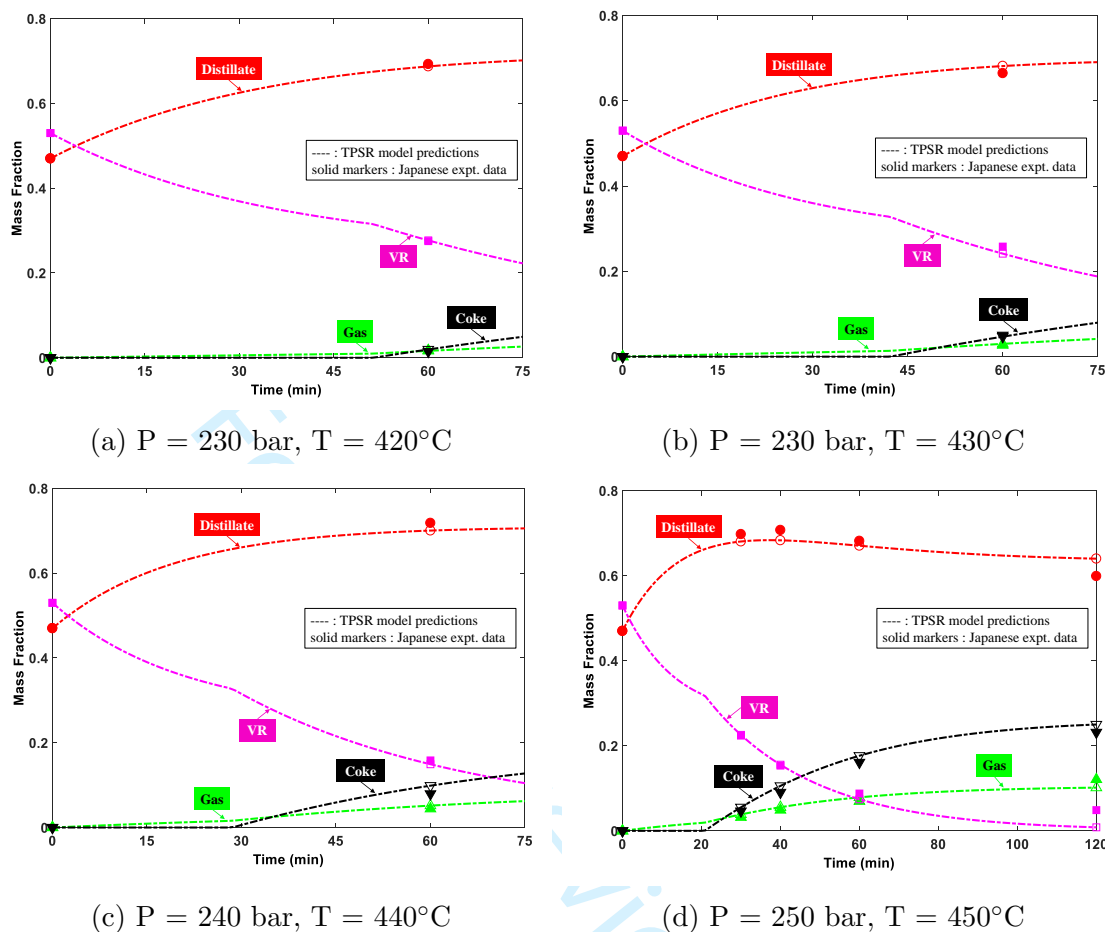 0.8
0.6
0.4
0.2
0
Mass Fraction
Distillate
---- : TPSR model predictions
solid markers : Japanese expt. data
VR
Gas
Coke
0 15 30 45 60 75
Time (min)
(a) P = 230 bar, T = 420°C
0.8
0.6
0.4
0.2
0
Mass Fraction
Distillate
---- : TPSR model predictions
solid markers : Japanese expt. data
VR
Gas
Coke
0 15 30 45 60 75
Time (min)
(b) P = 230 bar, T = 430°C
0.8
0.6
0.4
0.2
0
Mass Fraction
Distillate
---- : TPSR model predictions
solid markers : Japanese expt. data
VR
Coke
Gas
0 15 30 45 60 75
Time (min)
(c) P = 240 bar, T = 440°C
0.8
0.6
0.4
0.2
0
Mass Fraction
Distillate
---- : TPSR model predictions
solid markers : Japanese expt. data
VR
Coke
Gas
0 20 40 60 80 100 120
Time (min)
(d) P = 250 bar, T = 450°C